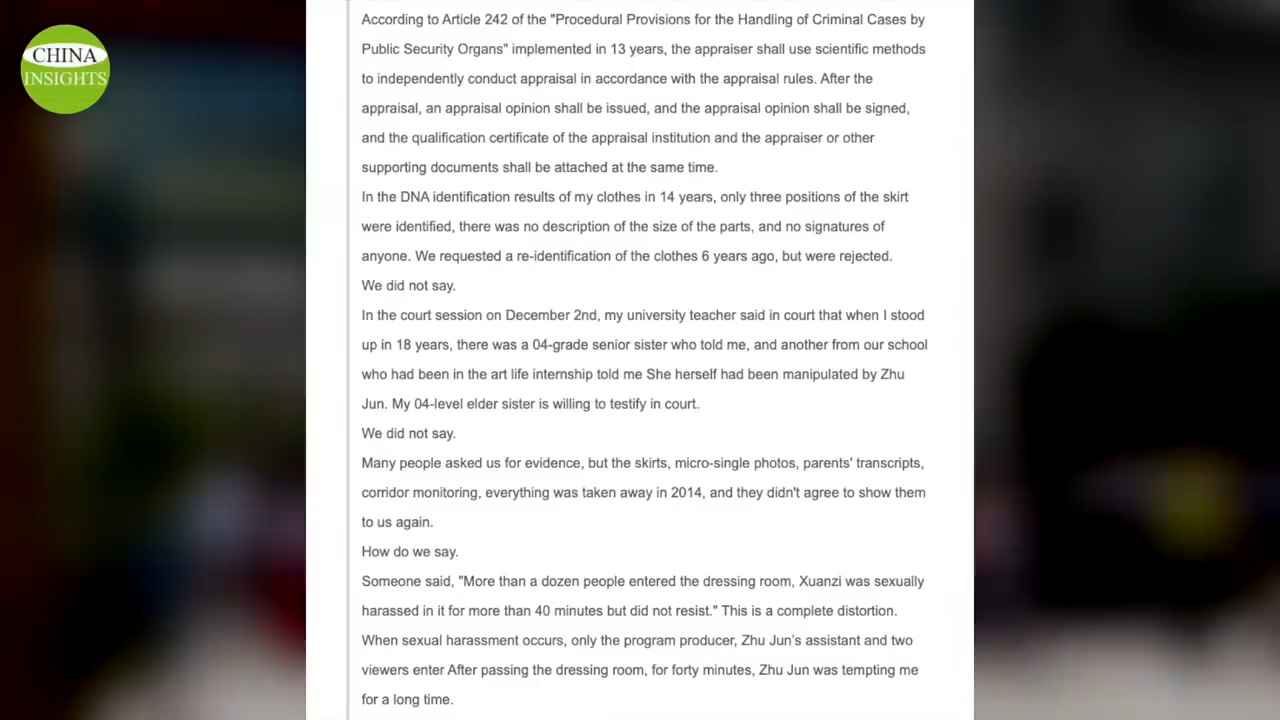 CHINA
INSIGHTS
According to Article 242 of the "Procedural Provisions for the Handling of Criminal Cases by
Public Security Organs" implemented in 13 years, the appraiser shall use scientific methods
to independently conduct appraisal in accordance with the appraisal rules. After the
appraisal, an appraisal opinion shall be issued, and the appraisal opinion shall be signed,
and the qualification certificate of the appraisal institution and the appraiser or other
supporting documents shall be attached at the same time.
In the DNA identification results of my clothes in 14 years, only three positions of the skirt
were identified, there was no description of the size of the parts, and no signatures of
anyone. We requested a re-identification of the clothes 6 years ago, but were rejected.
We did not say.
In the court session on December 2nd, my university teacher said in court that when I stood
up in 18 years, there was a 04-grade senior sister who told me, and another from our school
who had been in the art life internship told me She herself had been manipulated by Zhu
Jun. My 04-level elder sister is willing to testify in court.
We did not say.
Many people asked us for evidence, but the skirts, micro-single photos, parents' transcripts,
corridor monitoring, everything was taken away in 2014, and they didn't agree to show them
to us again.
How do we say.
Someone said, "More than a dozen people entered the dressing room, Xuanzi was sexually
harassed in it for more than 40 minutes but did not resist." This is a complete distortion.
When sexual harassment occurs, only the program producer, Zhu Jun's assistant and two
viewers enter After passing the dressing room, for forty minutes, Zhu Jun was tempting me
for a long time.